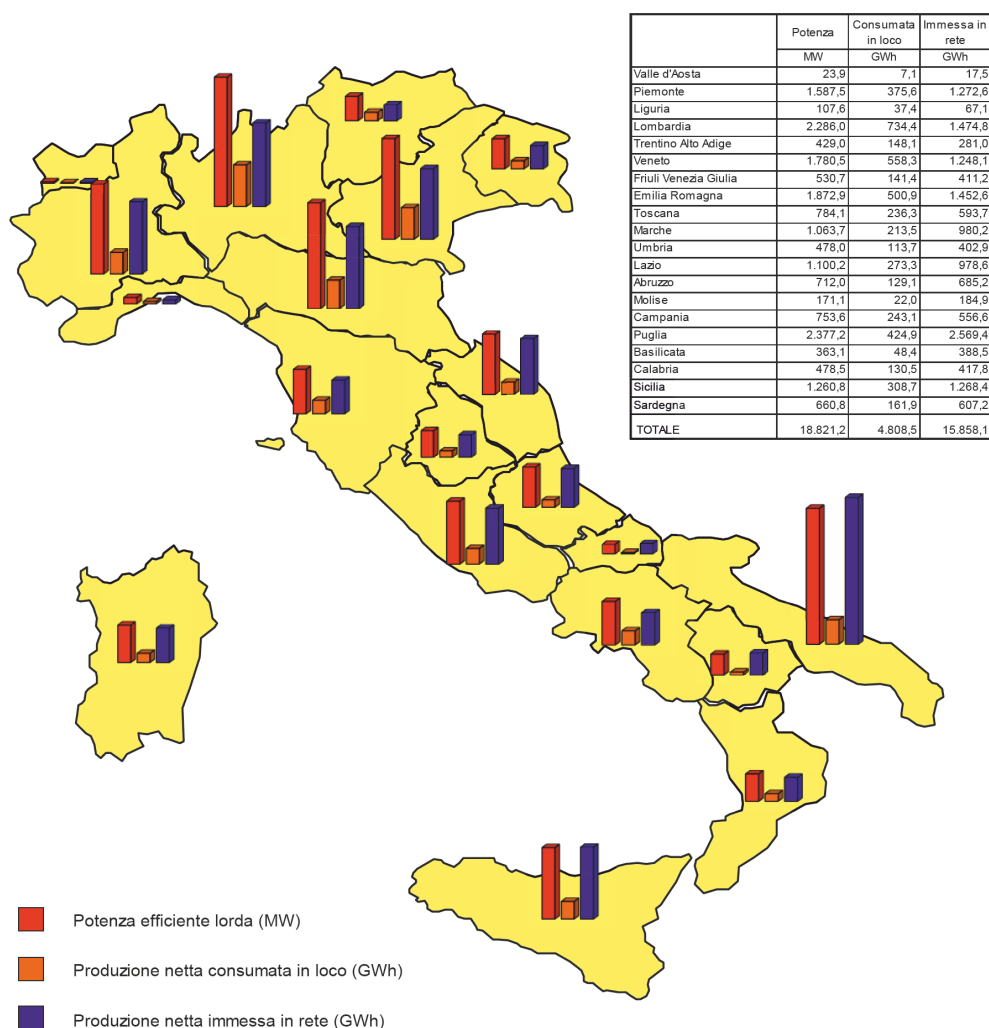 Potenza Consumata in loco Immessa in rete
MW GWh GWh
Valle d'Aosta 23,9 7,1 17,5
Piemonte 1.587,5 375,6 1.272,6
Liguria 107,6 37,4 67,1
Lombardia 2.286,0 734,4 1.474,8
Trentino Alto Adige 429,0 148,1 281,0
Veneto 1.780,5 558,3 1.248,1
Friuli Venezia Giulia 530,7 141,4 411,2
Emilia Romagna 1.872,9 500,9 1.452,6
Toscana 784,1 236,3 593,7
Marche 1.063,7 213,5 980,2
Umbria 478,0 113,7 402,9
Lazio 1.100,2 273,3 978,6
Abruzzo 712,0 129,1 685,2
Molise 171,1 22,0 184,9
Campania 753,6 243,1 556,6
Puglia 2.377,2 424,9 2.569,4
Basilicata 363,1 48,4 388,5
Calabria 478,5 130,5 417,8
Sicilia 1.260,8 308,7 1.268,4
Sardegna 660,8 161,9 607,2
TOTALE 18.821,2 4.808,5 15.858,1
Potenza efficiente lorda (MW)
Produzione netta consumata in loco (GWh)
Produzione netta immessa in rete (GWh)